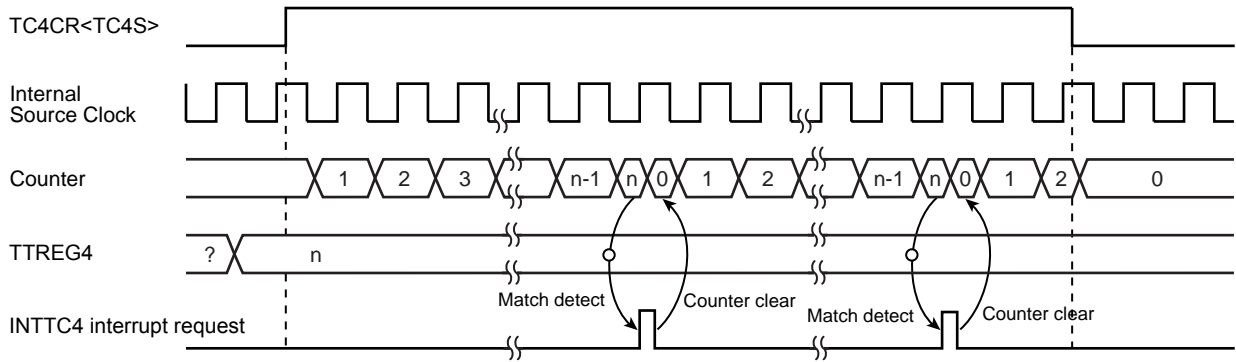 TC4CR<TC4S>
Internal
Source Clock
Counter
1 2 3 n-1 n 0 1 2 n-1 n 0 1 2 0
TTREG4
? n
Match detect Counter clear Match detect Counter clear
INTTC4 interrupt request